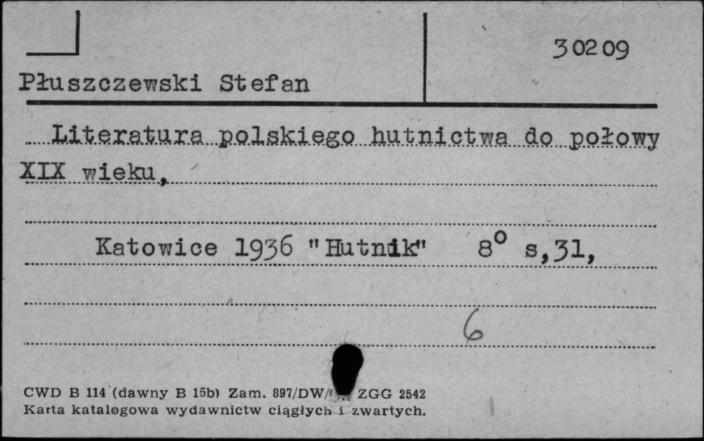 30209
Płuszczewski Stefan
Literatura polskiego hutnictwa do połowy
XIX wieku,
Katowice 1936 "Hutnik" 8° s,31,
6
CWD B 114 (dawny B 15b) Zam. 897/DW/ ZGG 2542
Karta katalogowa wydawnictw ciągłych i zwartych.